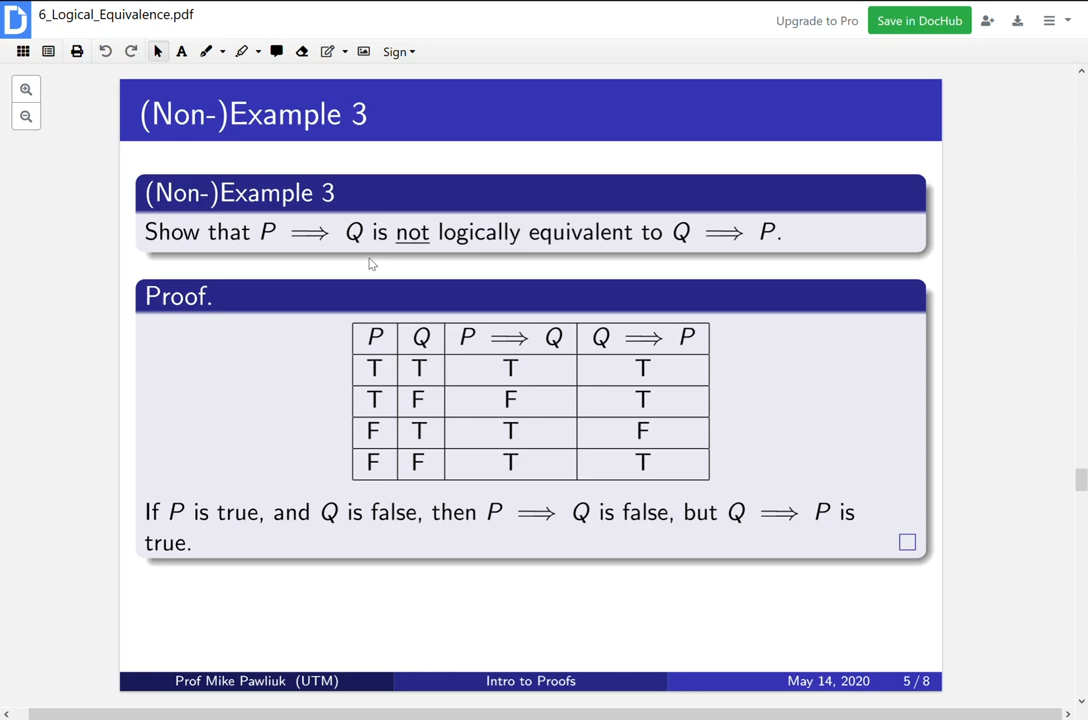 6_Logical_Equivalence.pdf
Upgrade to Pro
Save in DocHub
Sign
(Non-)Example 3
(Non-)Example 3
Show that P ⟹ Q is not logically equivalent to Q ⟹ P.
Proof.
P Q P ⟹ Q Q ⟹ P
T T T T
T F F T
F T T F
F F T T
If P is true, and Q is false, then P ⟹ Q is false, but Q ⟹ P is
true.
Prof Mike Pawliuk (UTM) Intro to Proofs May 14, 2020 5 / 8